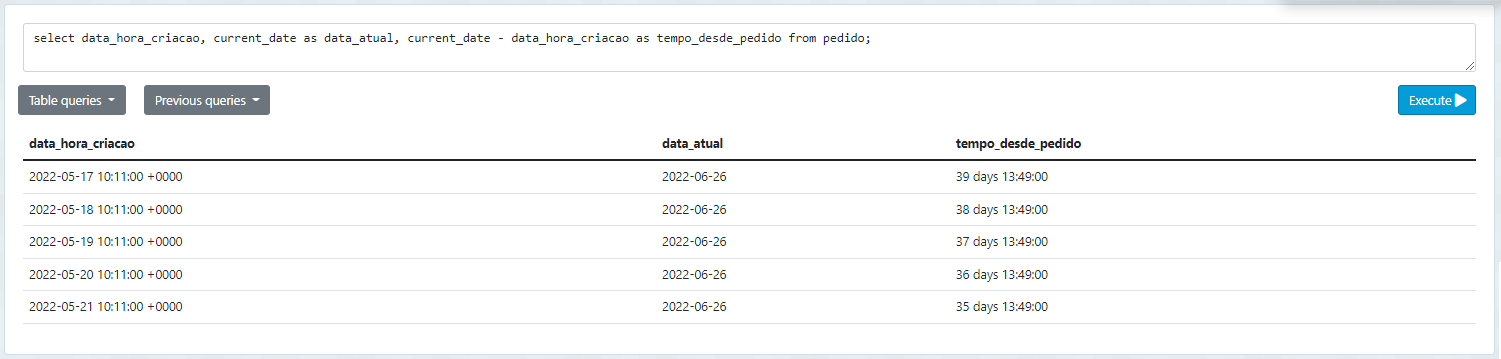 select data_hora_criacao, current_date as data_atual, current_date - data_hora_criacao as tempo_desde_pedido from pedido;
Table queries Previous queries Execute
data_hora_criacao data_atual tempo_desde_pedido
2022-05-17 10:11:00 +0000 2022-06-26 39 days 13:49:00
2022-05-18 10:11:00 +0000 2022-06-26 38 days 13:49:00
2022-05-19 10:11:00 +0000 2022-06-26 37 days 13:49:00
2022-05-20 10:11:00 +0000 2022-06-26 36 days 13:49:00
2022-05-21 10:11:00 +0000 2022-06-26 35 days 13:49:00